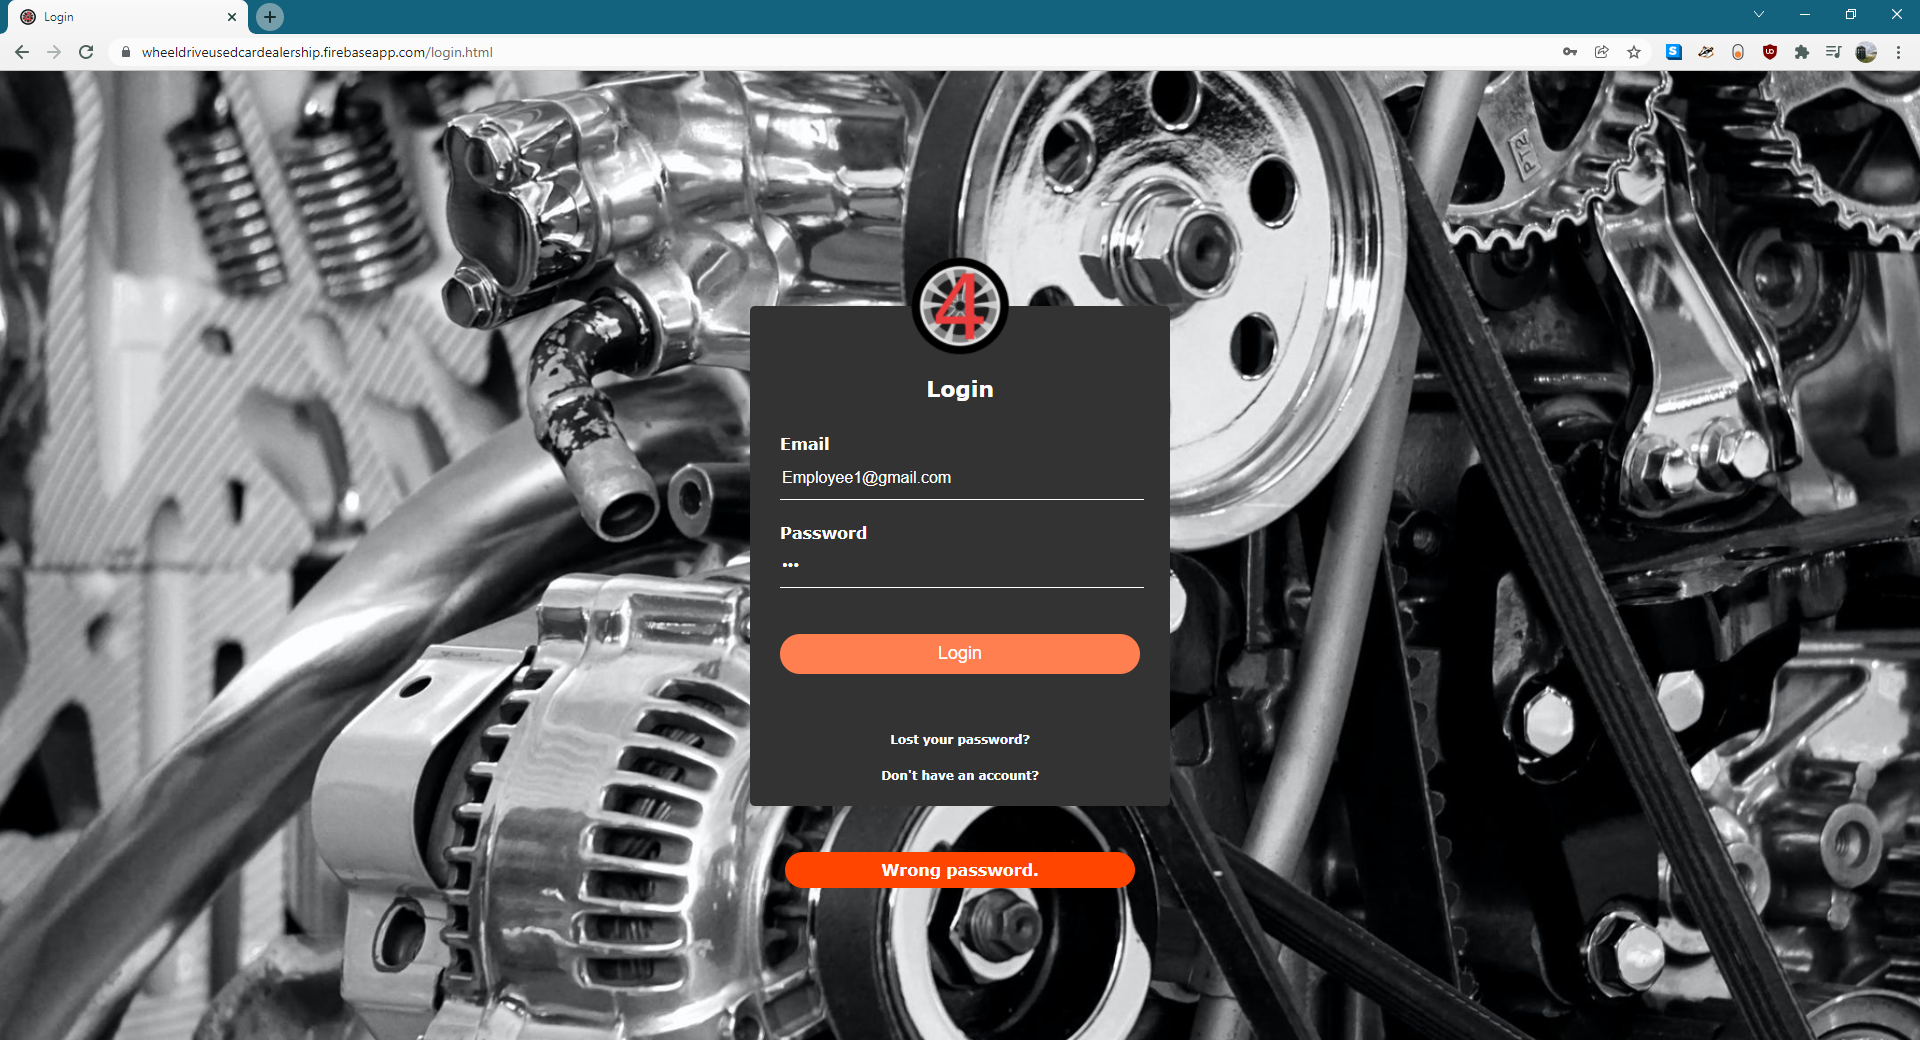 Login
wheeldriveusedcardealership.firebaseapp.com/login.html
PT2
4
Login
Email
Employee1@gmail.com
Password
•••
Login
Lost your password?
Don't have an account?
Wrong password.